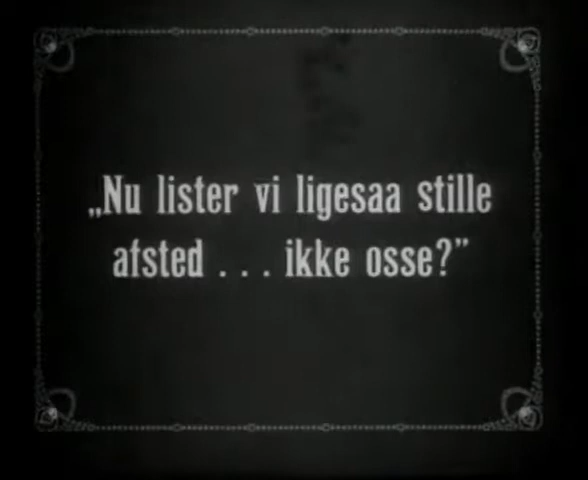 „Nu lister vi ligesaa stille
afsted . . . ikke osse?”